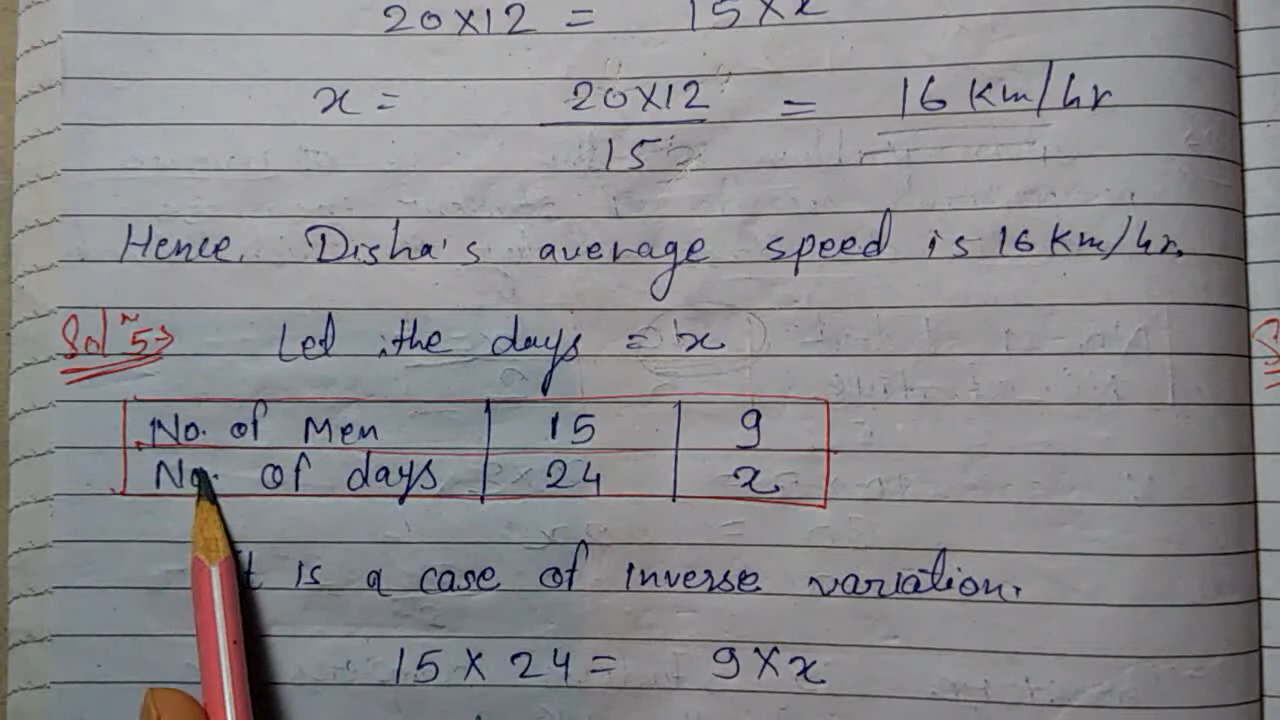 20×12 = 15×x
x = 20×12 = 16 km/hr
15
Hence, Disha's average speed is 16 km/hr.
Solⁿ 5→ Let the days = x
No. of Men 15 9
No. of days 24 x
It is a case of inverse variation.
15 × 24 = 9 × x